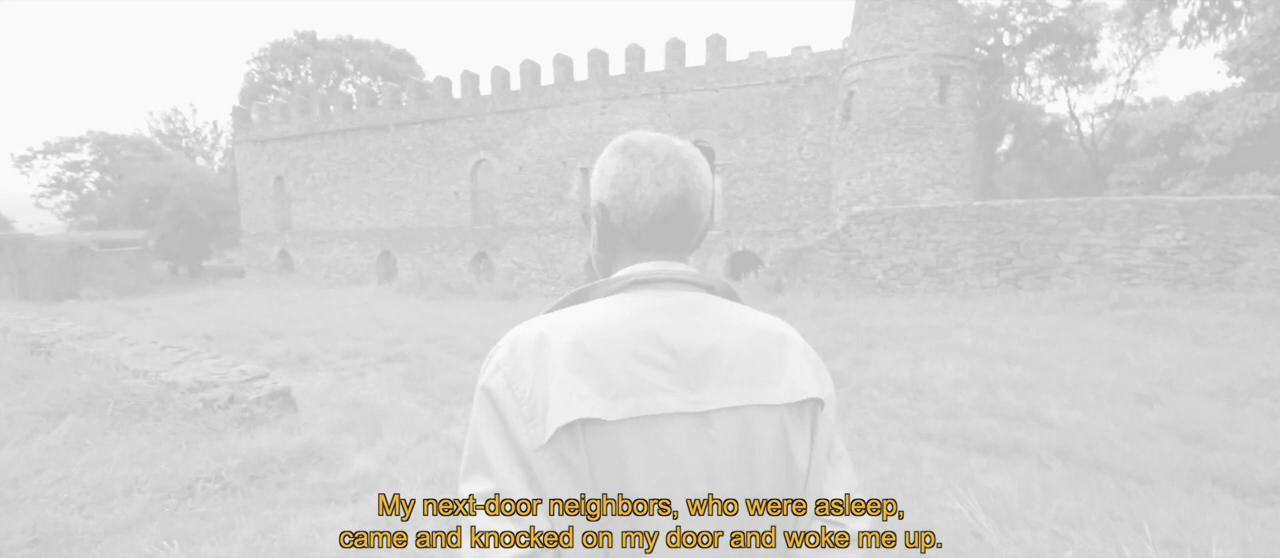 My next-door neighbors, who were asleep,
came and knocked on my door and woke me up.